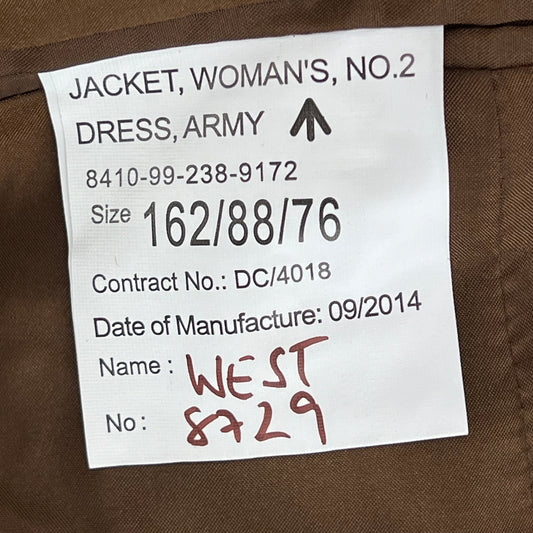 JACKET, WOMAN'S, NO.2
DRESS, ARMY
8410-99-238-9172
Size 162/88/76
Contract No.: DC/4018
Date of Manufacture: 09/2014
Name : WEST
No : 8729